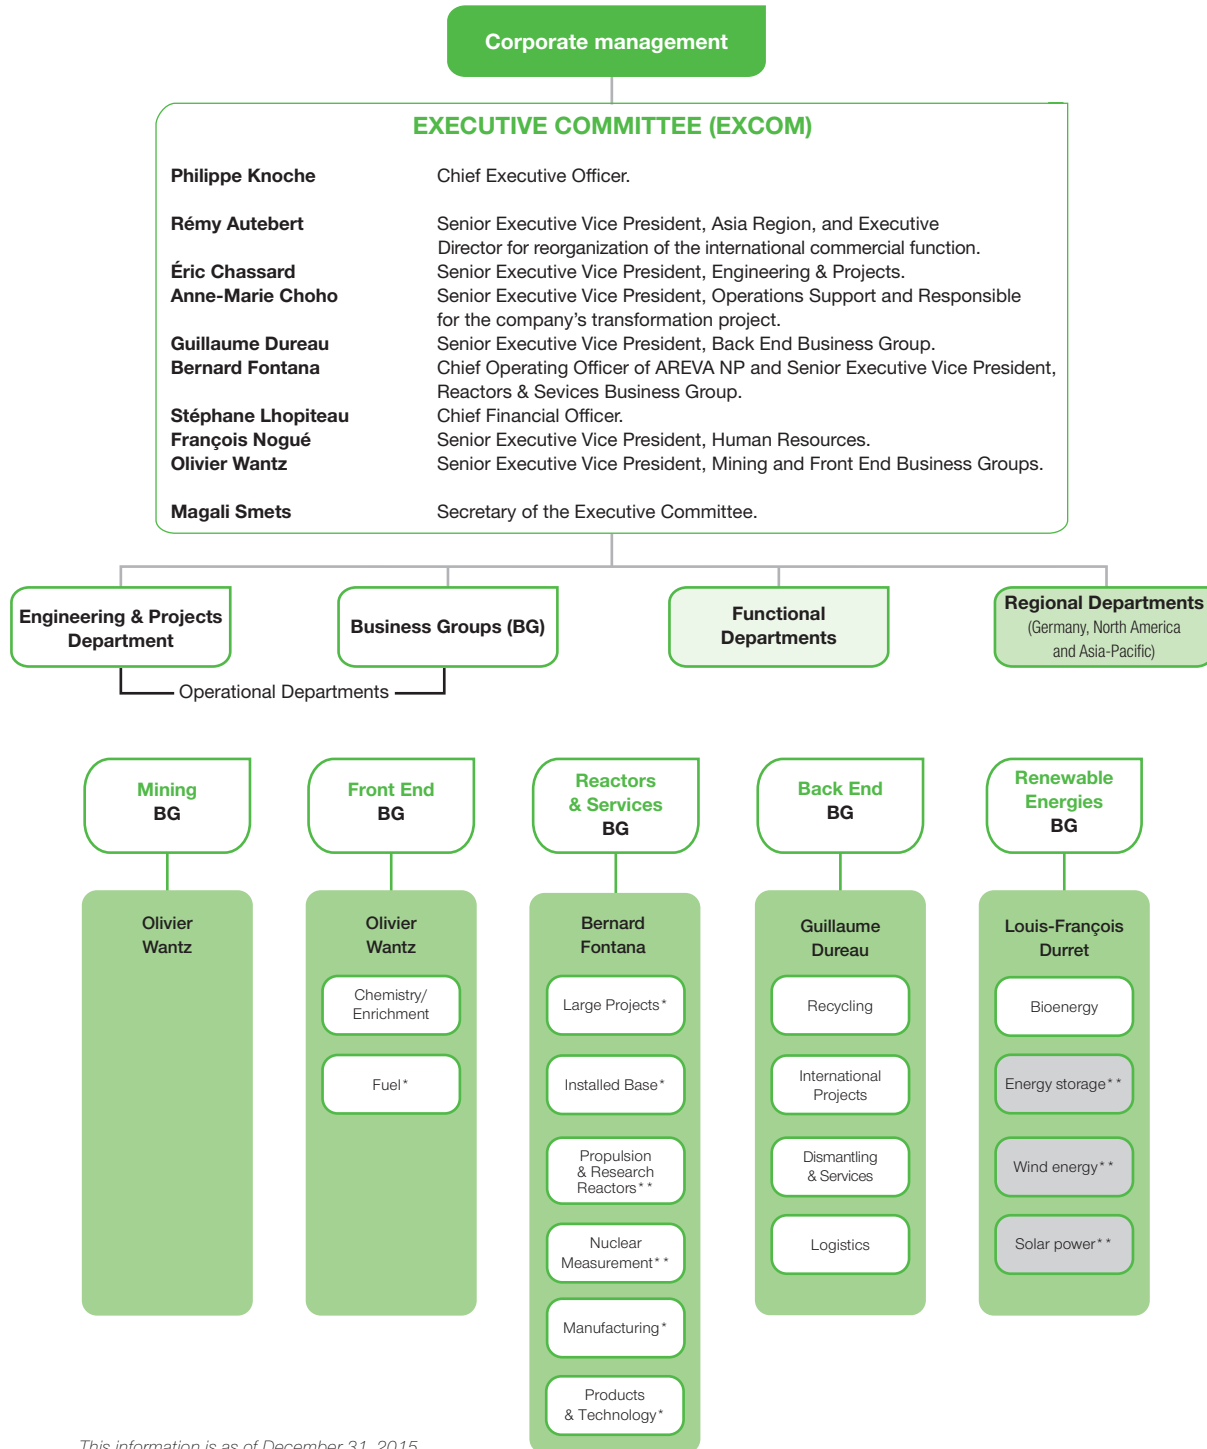 Corporate management
EXECUTIVE COMMITTEE (EXCOM)
Philippe Knoche Chief Executive Officer.
Rémy Autebert Senior Executive Vice President, Asia Region, and Executive
Director for reorganization of the international commercial function.
Éric Chassard Senior Executive Vice President, Engineering & Projects.
Anne-Marie Choho Senior Executive Vice President, Operations Support and Responsible
for the company's transformation project.
Guillaume Dureau Senior Executive Vice President, Back End Business Group.
Bernard Fontana Chief Operating Officer of AREVA NP and Senior Executive Vice President,
Reactors & Sevices Business Group.
Stéphane Lhopiteau Chief Financial Officer.
François Nogué Senior Executive Vice President, Human Resources.
Olivier Wantz Senior Executive Vice President, Mining and Front End Business Groups.
Magali Smets Secretary of the Executive Committee.
Engineering & Projects
Department
Business Groups (BG)
Functional
Departments
Regional Departments
(Germany, North America
and Asia-Pacific)
Operational Departments
Mining
BG
Olivier
Wantz
Front End
BG
Olivier
Wantz
Chemistry/
Enrichment
Fuel*
Reactors
& Services
BG
Bernard
Fontana
Large Projects*
Installed Base*
Propulsion
& Research
Reactors**
Nuclear
Measurement**
Manufacturing*
Products
& Technology*
Back End
BG
Guillaume
Dureau
Recycling
International
Projects
Dismantling
& Services
Logistics
Renewable
Energies
BG
Louis-François
Durret
Bioenergy
Energy storage**
Wind energy**
Solar power**
This information is as of December 31, 2015